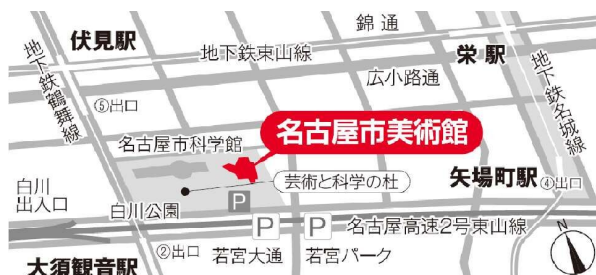 錦通
伏見駅
栄駅
地下鉄東山線
広小路通
地下鉄鶴舞線
地下鉄名城線
⑤出口
名古屋市科学館
名古屋市美術館
芸術と科学の杜
矢場町駅
④出口
白川
出入口
白川公園
P
P
P
名古屋高速2号東山線
②出口
若宮大通
若宮パーク
大須観音駅
N